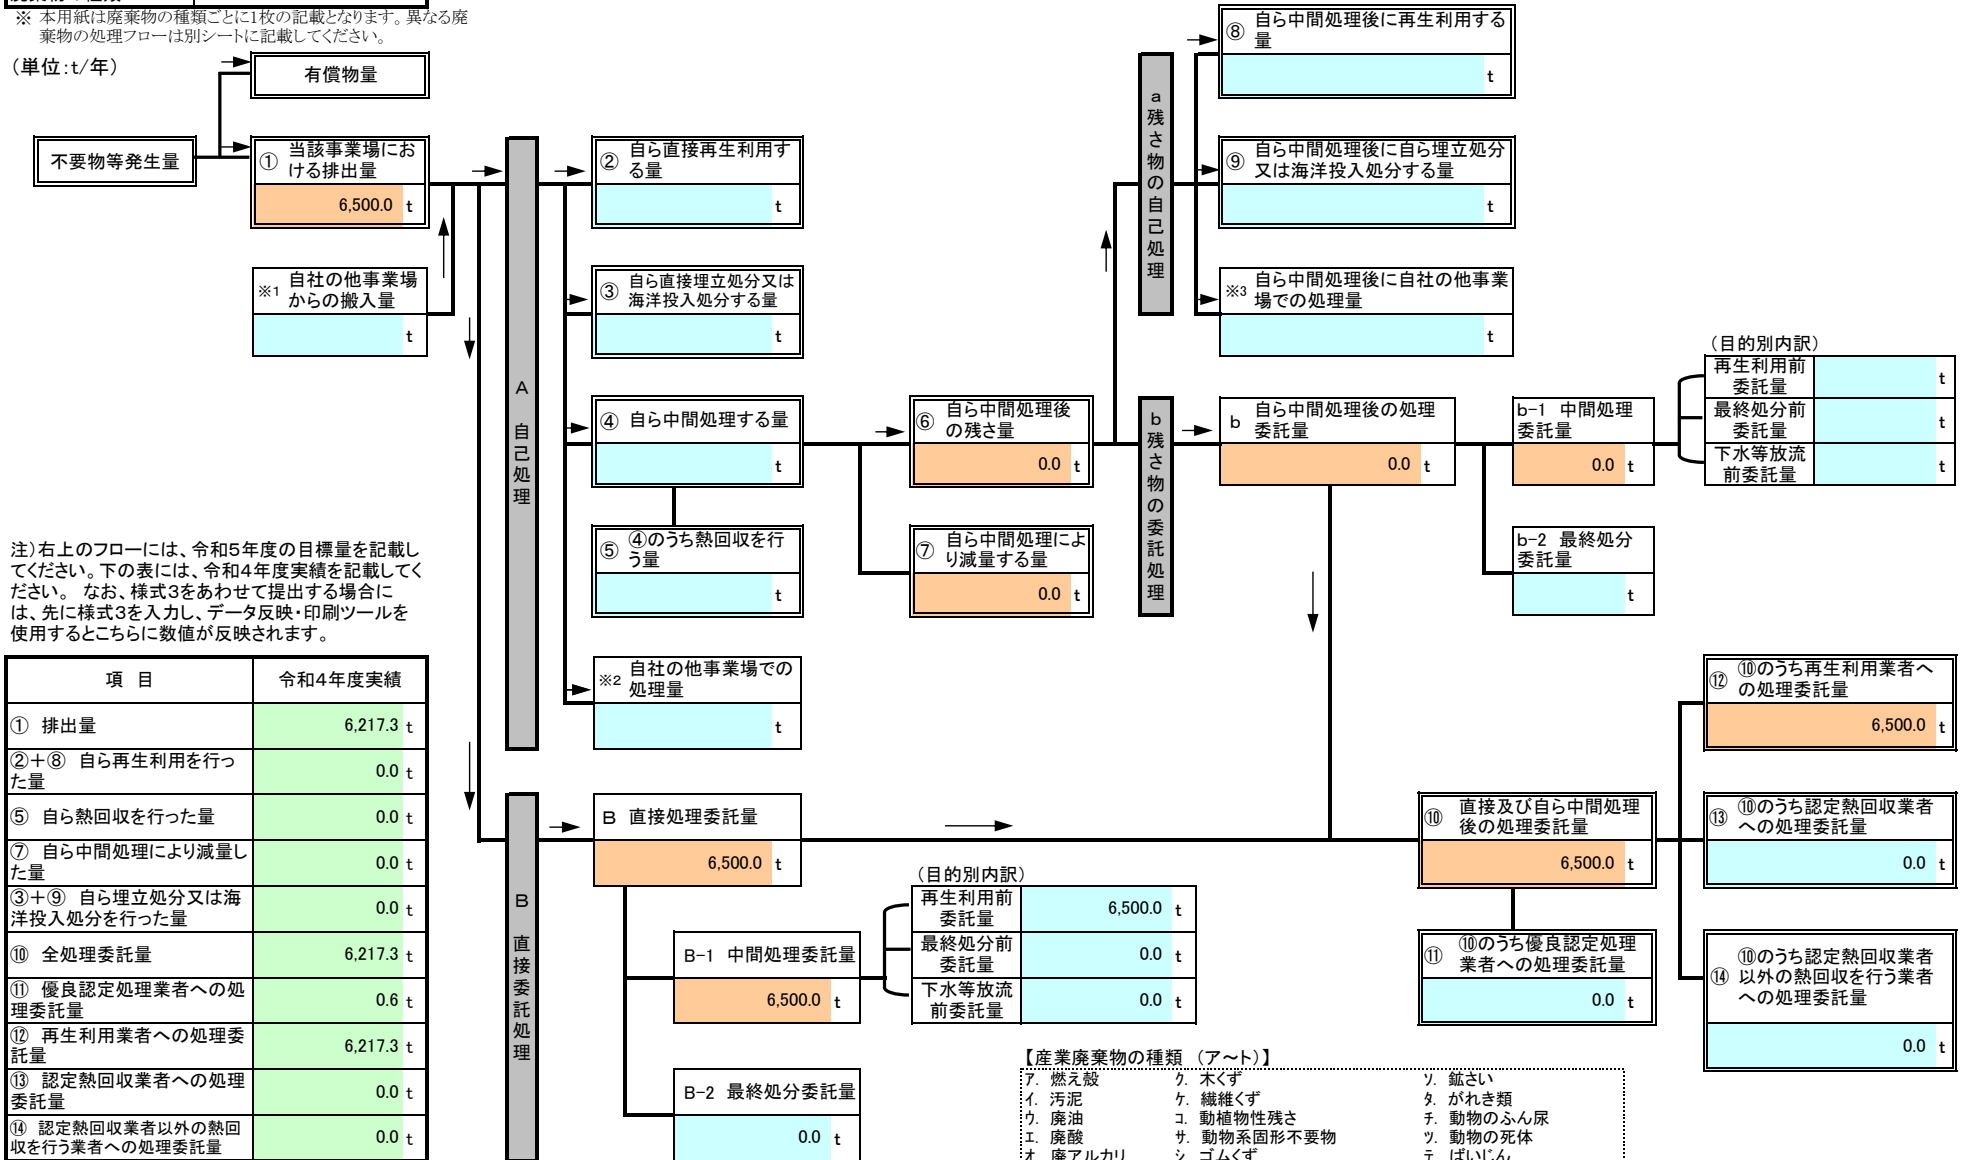 ※ 本用紙は廃棄物の種類ごとに1枚の記載となります。異なる廃
棄物の処理フローは別シートに記載してください。
(単位:t/年)
有償物量
不要物等発生量
① 当該事業場にお
ける排出量
6,500.0 t
※1 自社の他事業場
からの搬入量
t
A 自己処理
② 自ら直接再生利用す
る量
t
③ 自ら直接埋立処分又は
海洋投入処分する量
t
④ 自ら中間処理する量
t
⑤ ④のうち熱回収を行
う量
t
※2 自社の他事業場での
処理量
t
⑥ 自ら中間処理後
の残さ量
0.0 t
⑦ 自ら中間処理によ
り減量する量
0.0 t
a 残さ物の自己処理
⑧ 自ら中間処理後に再生利用する
量
t
⑨ 自ら中間処理後に自ら埋立処分
又は海洋投入処分する量
t
※3 自ら中間処理後に自社の他事業
場での処理量
t
b 残さ物の委託処理
b 自ら中間処理後の処理
委託量
0.0 t
b-1 中間処理
委託量
0.0 t
b-2 最終処分
委託量
t
(目的別内訳)
再生利用前
委託量 t
最終処分前
委託量 t
下水等放流
前委託量 t
注)右上のフローには、令和5年度の目標量を記載し
てください。下の表には、令和4年度実績を記載してく
ださい。 なお、様式3をあわせて提出する場合に
は、先に様式3を入力し、データ反映・印刷ツールを
使用するとこちらに数値が反映されます。
項 目 令和4年度実績
① 排出量 6,217.3 t
②+⑧ 自ら再生利用を行っ
た量 0.0 t
⑤ 自ら熱回収を行った量 0.0 t
⑦ 自ら中間処理により減量し
た量 0.0 t
③+⑨ 自ら埋立処分又は海
洋投入処分を行った量 0.0 t
⑩ 全処理委託量 6,217.3 t
⑪ 優良認定処理業者への処
理委託量 0.6 t
⑫ 再生利用業者への処理委
託量 6,217.3 t
⑬ 認定熱回収業者への処理
委託量 0.0 t
⑭ 認定熱回収業者以外の熱回
収を行う業者への処理委託量 0.0 t
B 直接委託処理
B 直接処理委託量
6,500.0 t
B-1 中間処理委託量
6,500.0 t
B-2 最終処分委託量
0.0 t
(目的別内訳)
再生利用前
委託量 6,500.0 t
最終処分前
委託量 0.0 t
下水等放流
前委託量 0.0 t
⑩ 直接及び自ら中間処理
後の処理委託量
6,500.0 t
⑪ ⑩のうち優良認定処理
業者への処理委託量
0.0 t
⑫ ⑩のうち再生利用業者へ
の処理委託量
6,500.0 t
⑬ ⑩のうち認定熱回収業者
への処理委託量
0.0 t
⑭ ⑩のうち認定熱回収業者
以外の熱回収を行う業者
への処理委託量
0.0 t
【産業廃棄物の種類 (ア~ト)】
ア. 燃え殻 ク. 木くず ソ. 鉱さい
イ. 汚泥 ケ. 繊維くず タ. がれき類
ウ. 廃油 コ. 動植物性残さ チ. 動物のふん尿
エ. 廃酸 サ. 動物系固形不要物 ツ. 動物の死体
オ. 廃アルカリ シ. ゴムくず テ. ばいじん